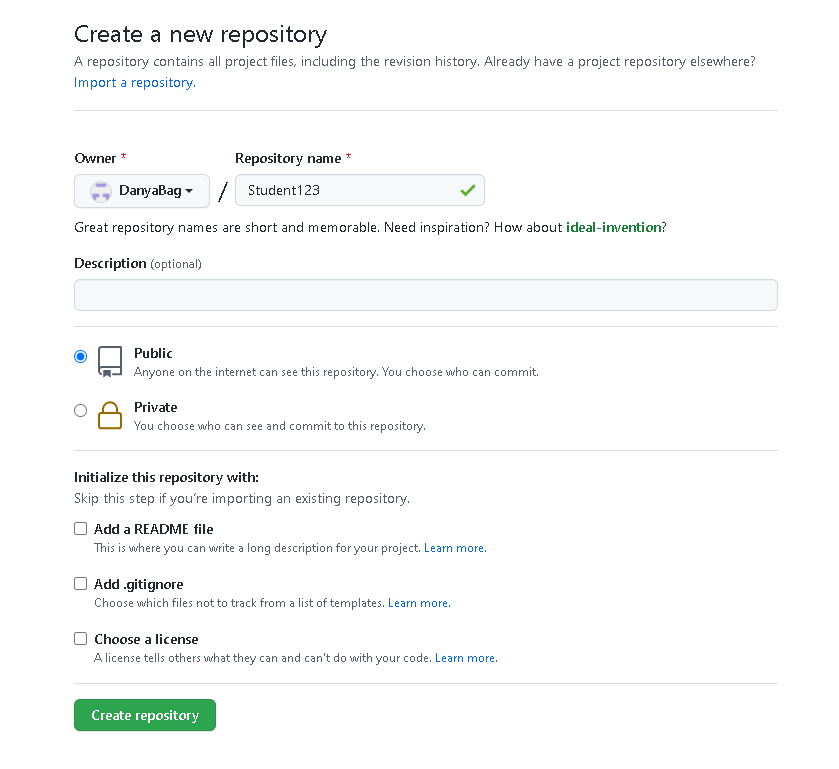 Create a new repository
A repository contains all project files, including the revision history. Already have a project repository elsewhere?
Import a repository.
Owner * Repository name *
DanyaBag / Student123
Great repository names are short and memorable. Need inspiration? How about ideal-invention?
Description (optional)
Public
Anyone on the internet can see this repository. You choose who can commit.
Private
You choose who can see and commit to this repository.
Initialize this repository with:
Skip this step if you're importing an existing repository.
Add a README file
This is where you can write a long description for your project. Learn more.
Add .gitignore
Choose which files not to track from a list of templates. Learn more.
Choose a license
A license tells others what they can and can't do with your code. Learn more.
Create repository